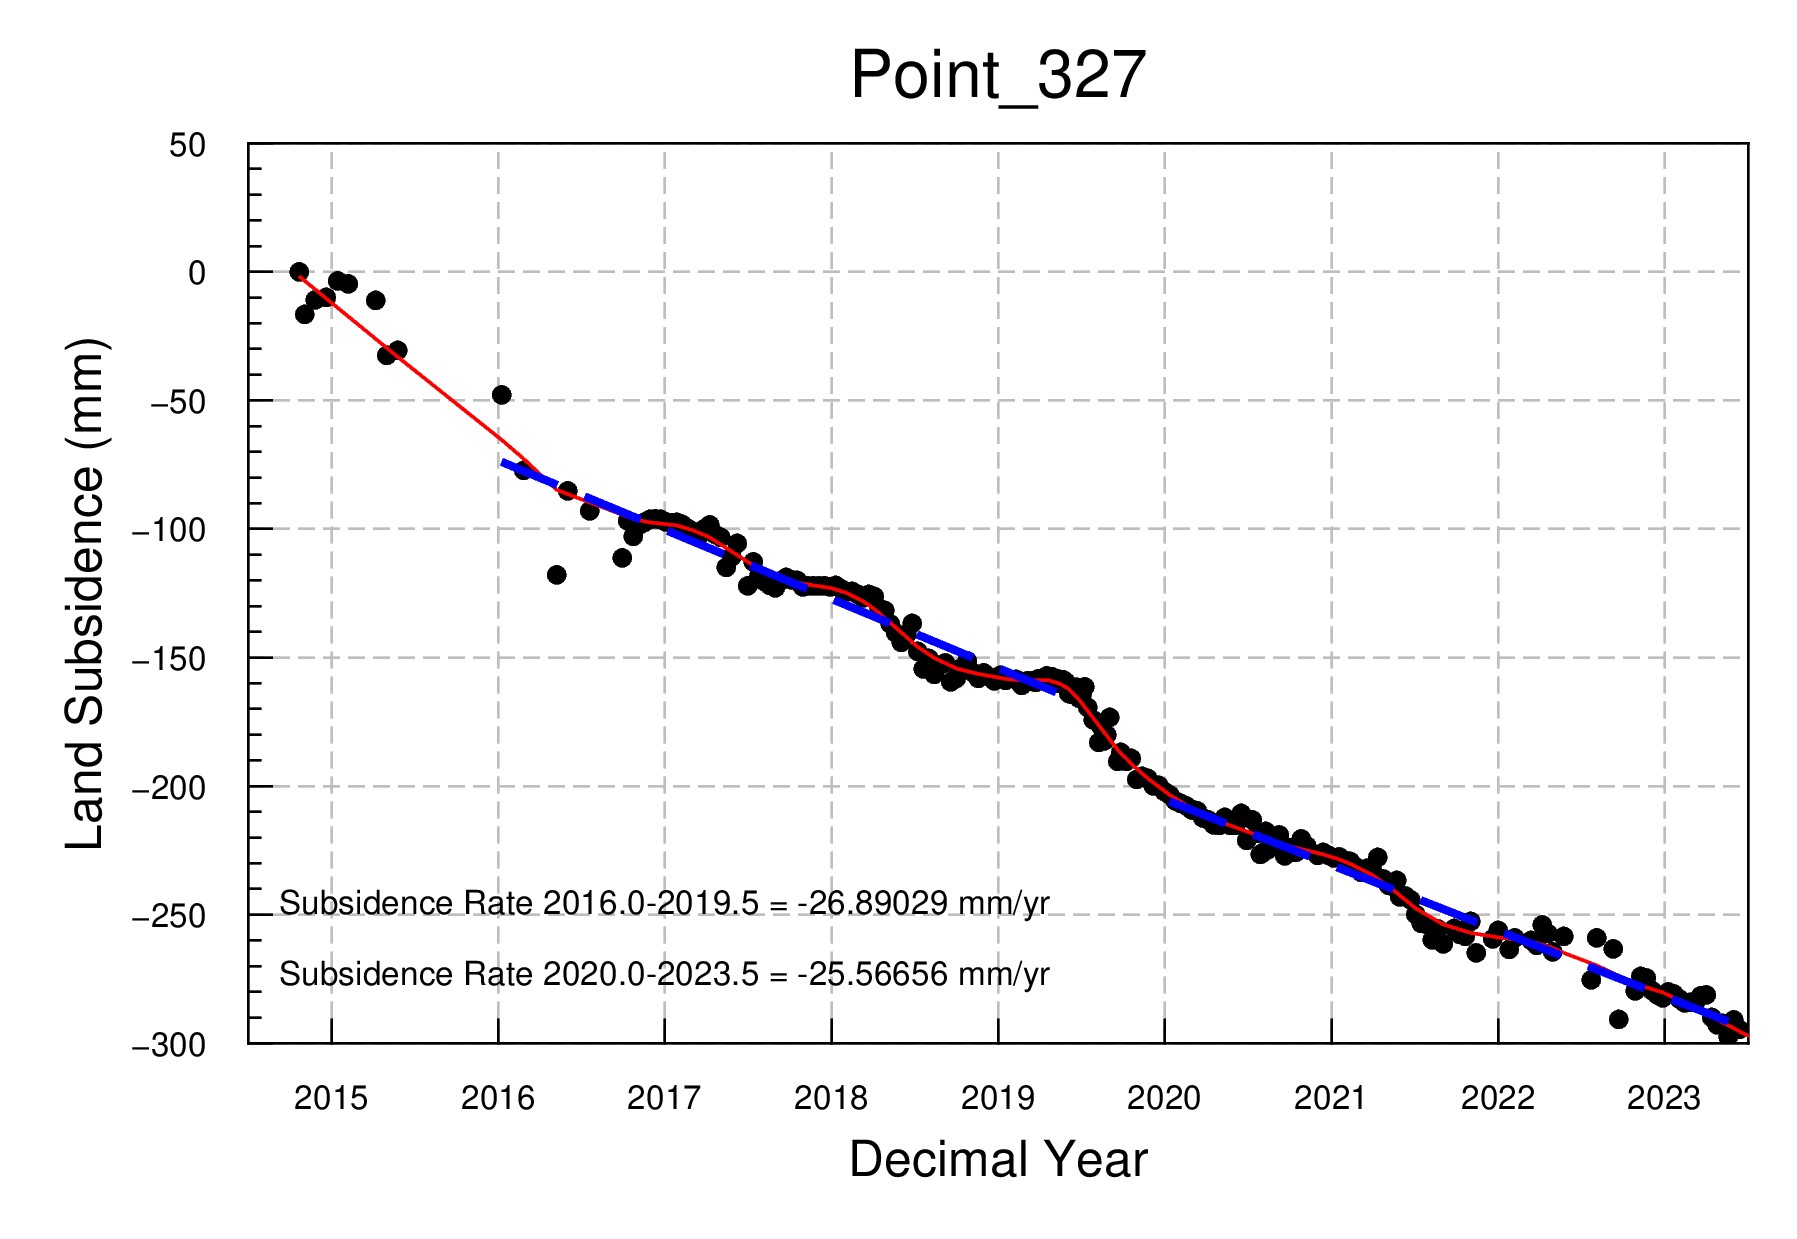 Point_327
50
0
−50
−100
−150
−200
−250
−300
Land Subsidence (mm)
Subsidence Rate 2016.0-2019.5 = -26.89029 mm/yr
Subsidence Rate 2020.0-2023.5 = -25.56656 mm/yr
2015 2016 2017 2018 2019 2020 2021 2022 2023
Decimal Year